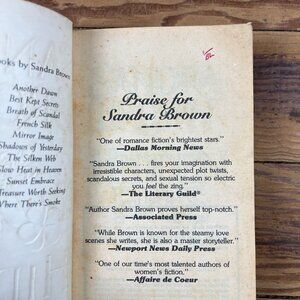 ooks by Sandra Brown
Another Dawn
Best Kept Secrets
Breath of Scandal
French Silk
Mirror Image
Shadows of Yesterday
The Silken Web
Slow Heat in Heaven
Sunset Embrace
Treasure Worth Seeking
Where There's Smoke
Praise for
Sandra Brown
"One of romance fiction's brightest stars."
—Dallas Morning News
"Sandra Brown . . . fires your imagination with
irresistible characters, unexpected plot twists,
scandalous secrets, and sexual tension so electric
you feel the zing."
—The Literary Guild®
"Author Sandra Brown proves herself top-notch."
—Associated Press
"While Brown is known for the steamy love
scenes she writes, she is also a master storyteller."
—Newport News Daily Press
"One of our time's most talented authors of
women's fiction."
—Affaire de Coeur